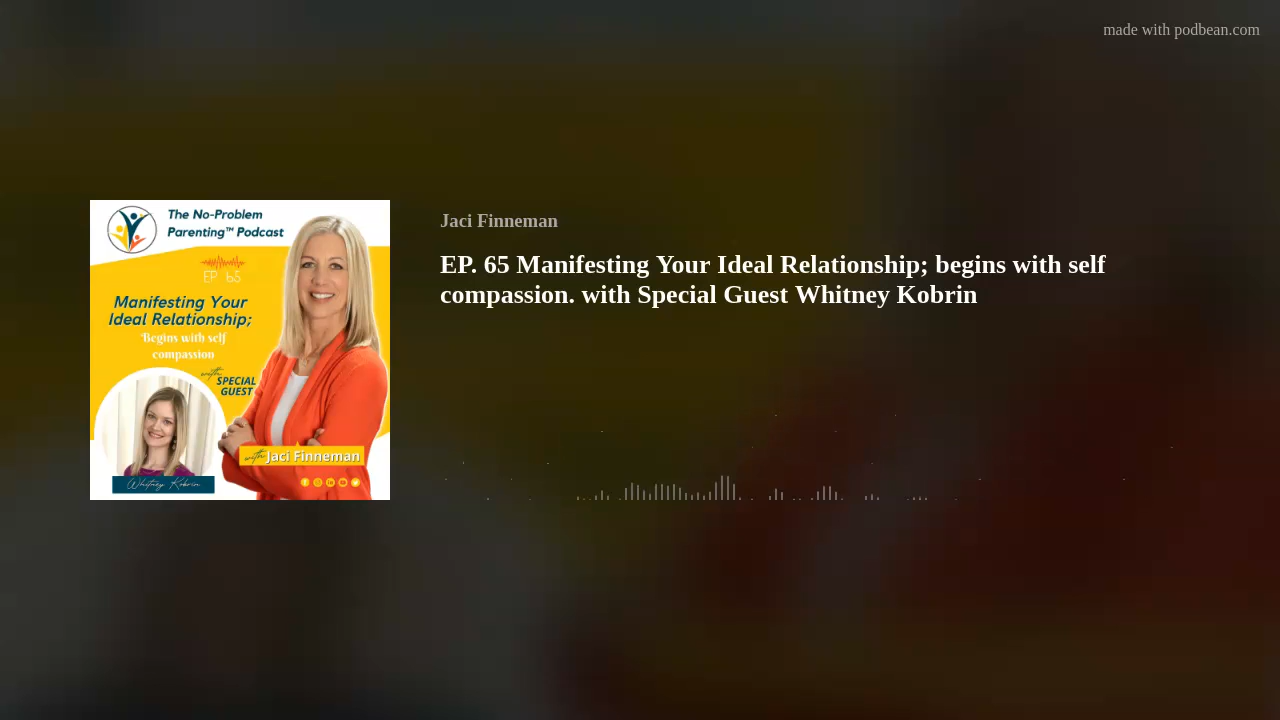 made with podbean.com
The No-Problem
Parenting™ Podcast
EP. 65
Manifesting Your
Ideal Relationship;
Begins with self
compassion
with
SPECIAL
GUEST
with Jaci Finneman
Whitney Kobrin
Jaci Finneman
EP. 65 Manifesting Your Ideal Relationship; begins with self
compassion. with Special Guest Whitney Kobrin